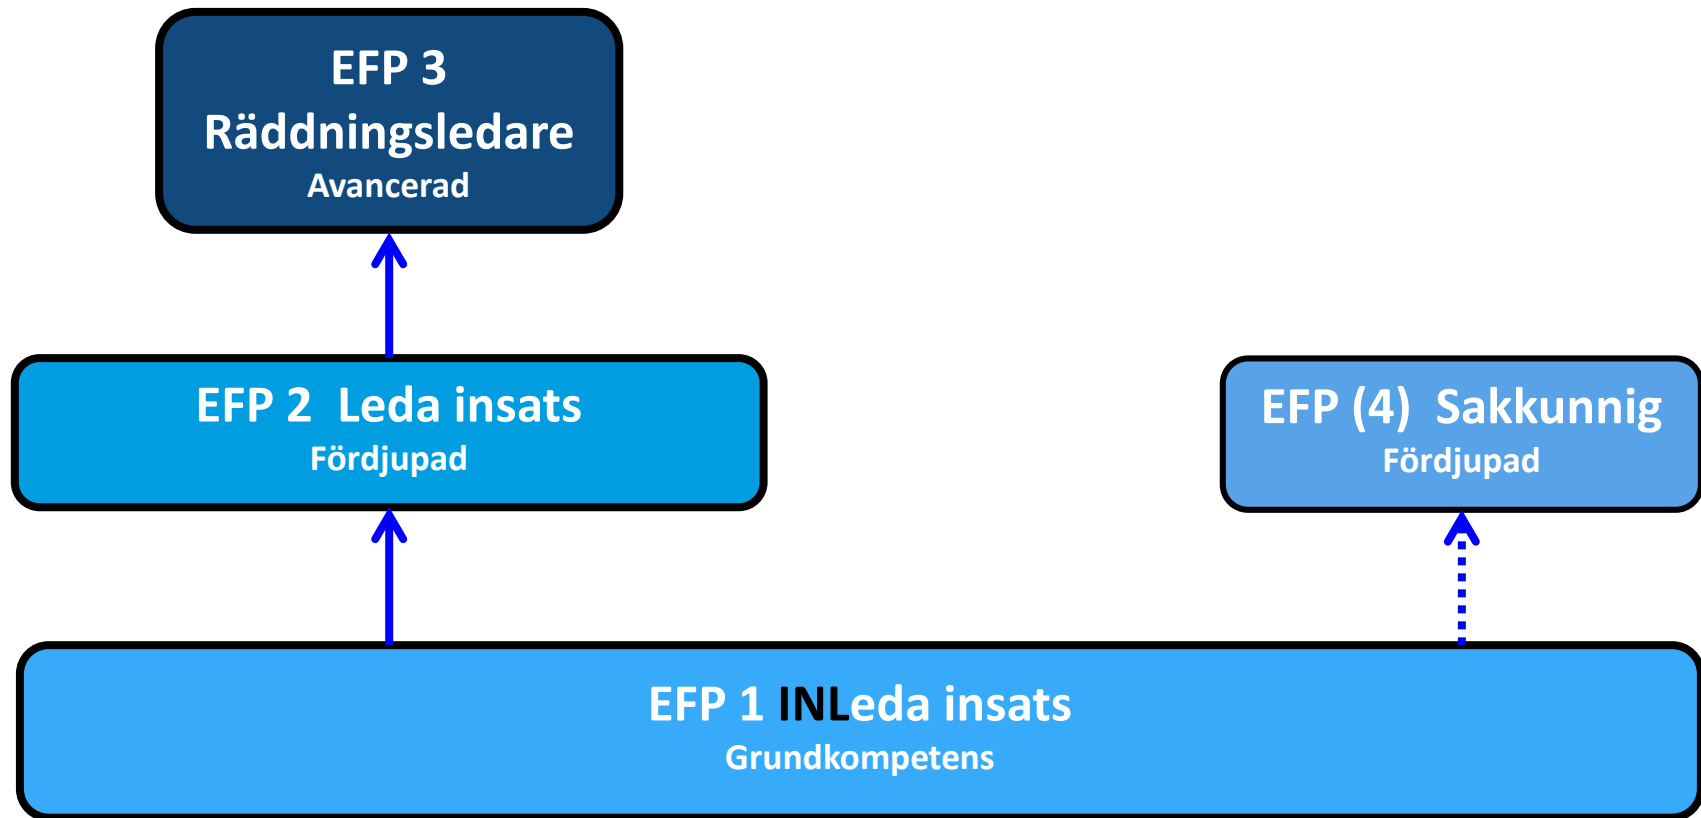 EFP 3
Räddningsledare
Avancerad
EFP 2  Leda insats
Fördjupad
EFP (4)  Sakkunnig
Fördjupad
EFP 1 INLeda insats
Grundkompetens